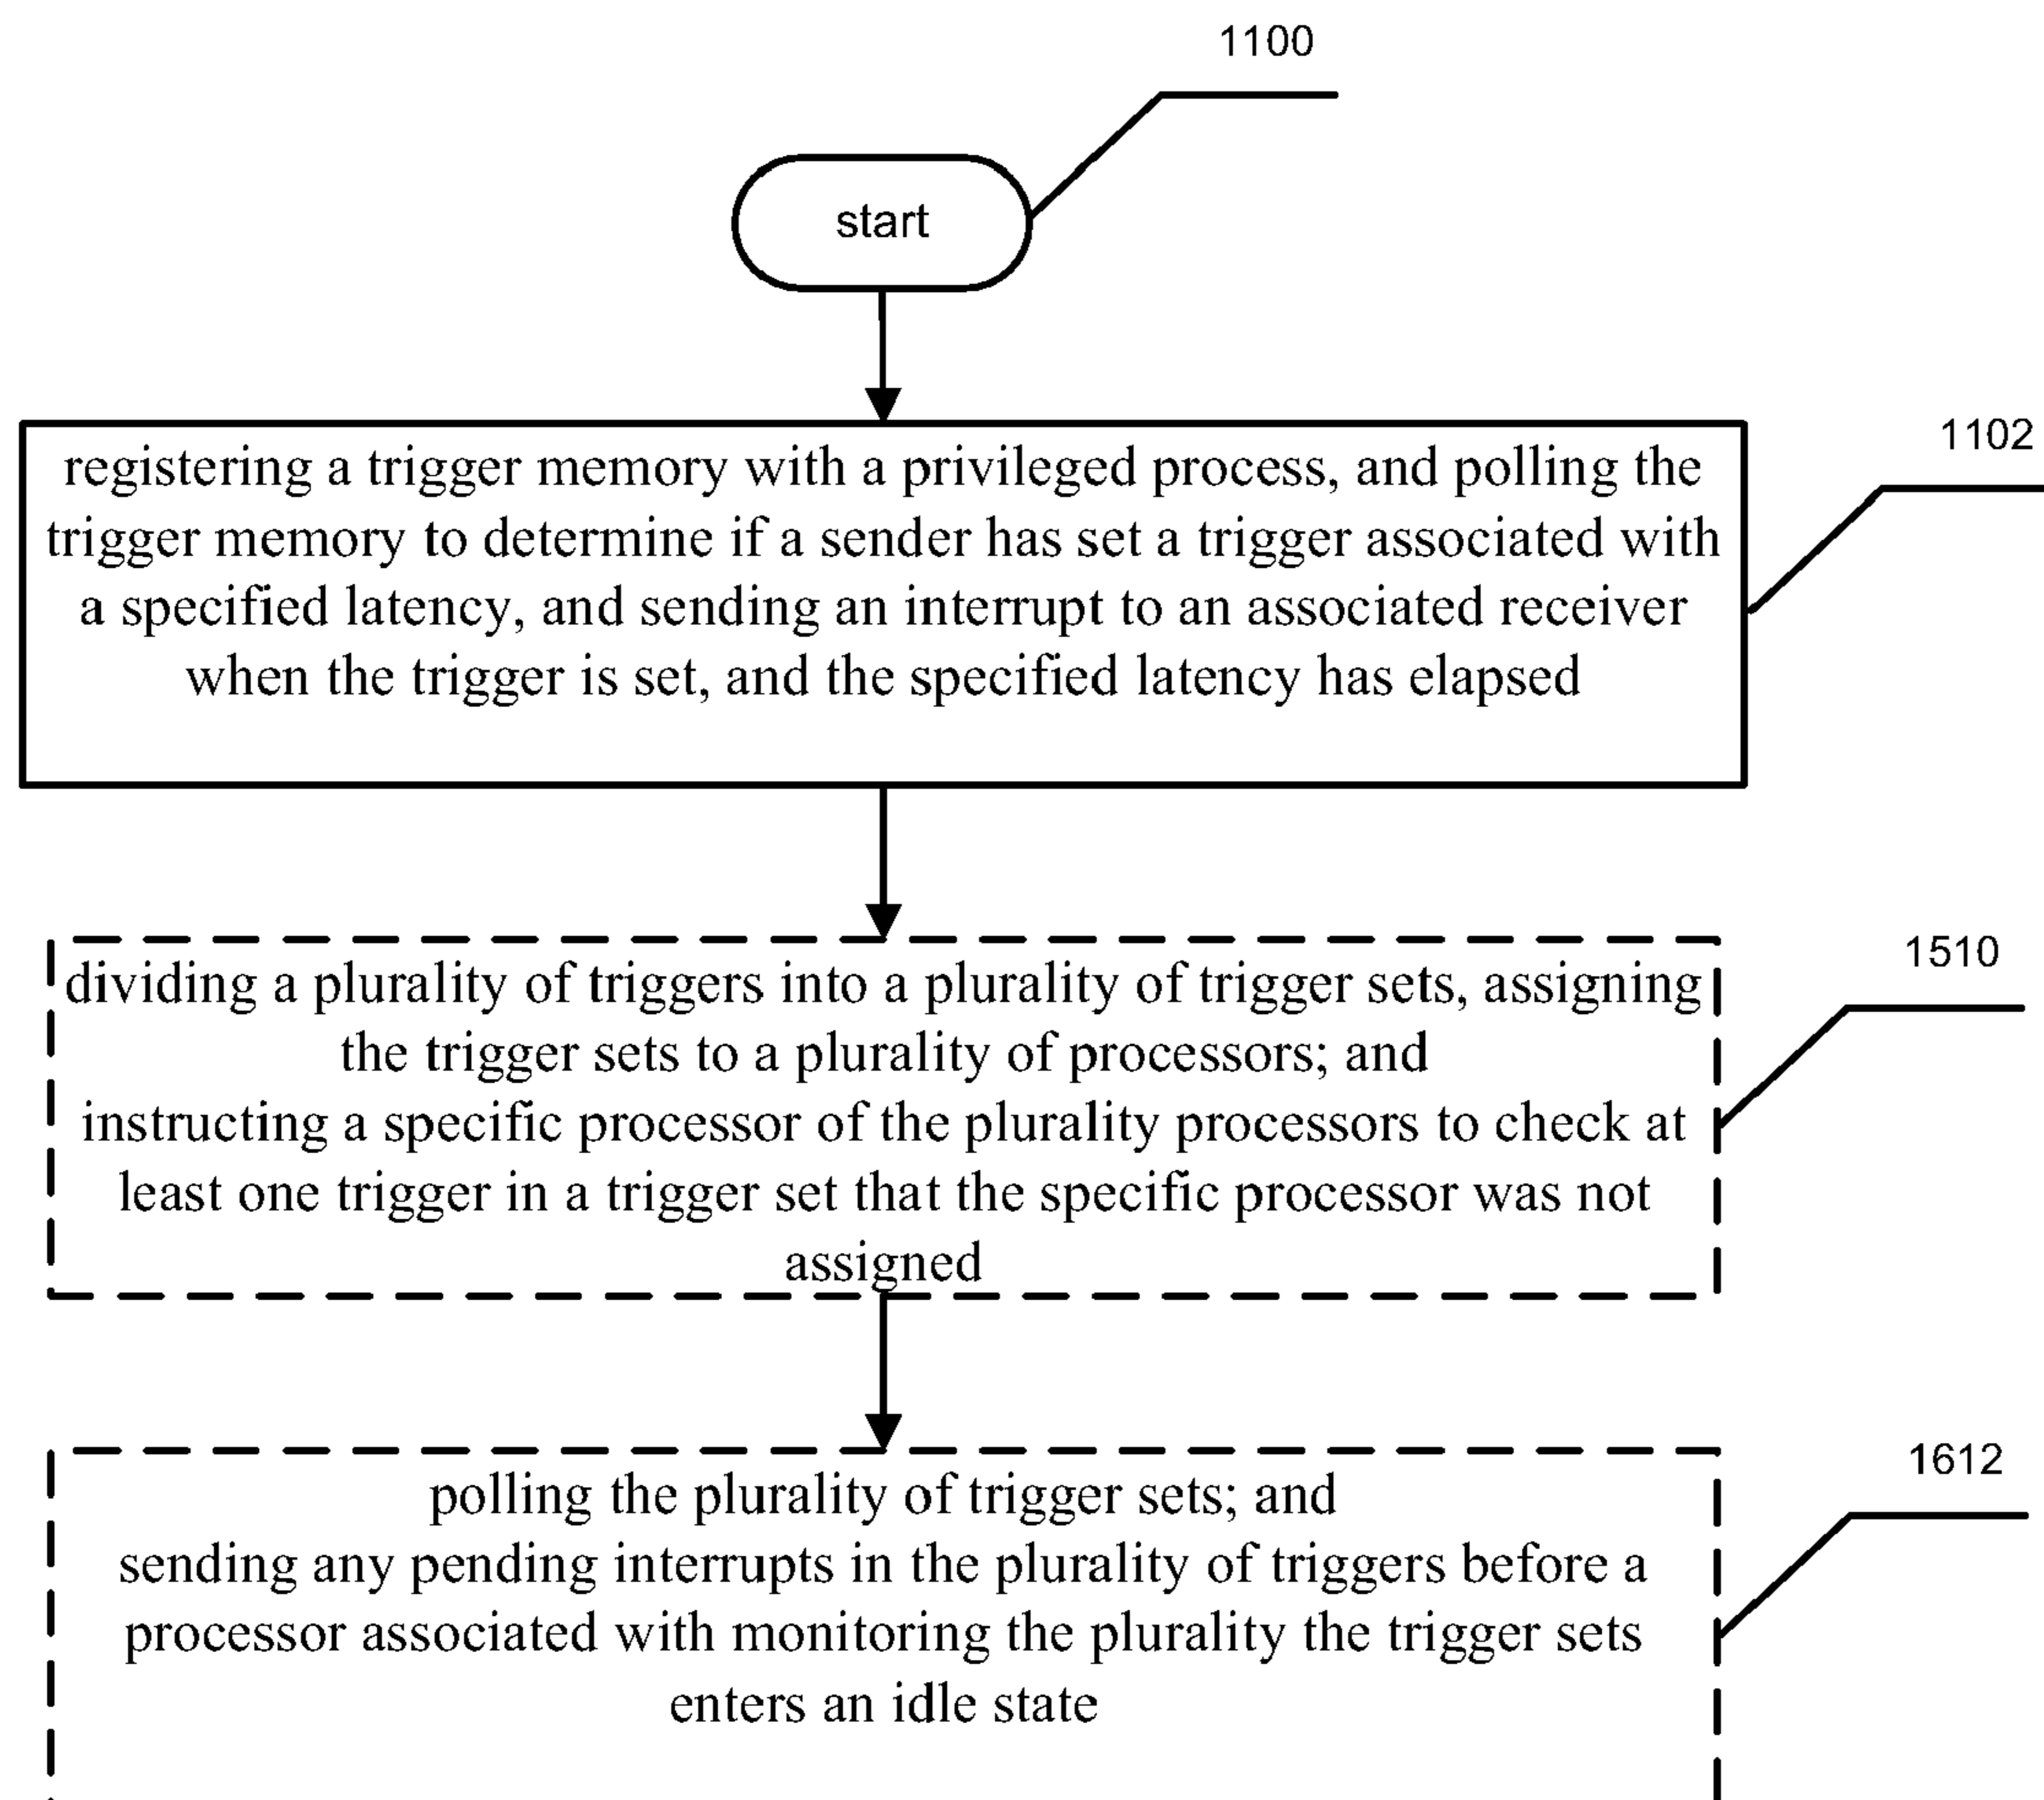 1100
start
1102
registering a trigger memory with a privileged process, and polling the
trigger memory to determine if a sender has set a trigger associated with
a specified latency, and sending an interrupt to an associated receiver
when the trigger is set, and the specified latency has elapsed
1510
dividing a plurality of triggers into a plurality of trigger sets, assigning
the trigger sets to a plurality of processors; and
instructing a specific processor of the plurality processors to check at
least one trigger in a trigger set that the specific processor was not
assigned
1612
polling the plurality of trigger sets; and
sending any pending interrupts in the plurality of triggers before a
processor associated with monitoring the plurality the trigger sets
enters an idle state